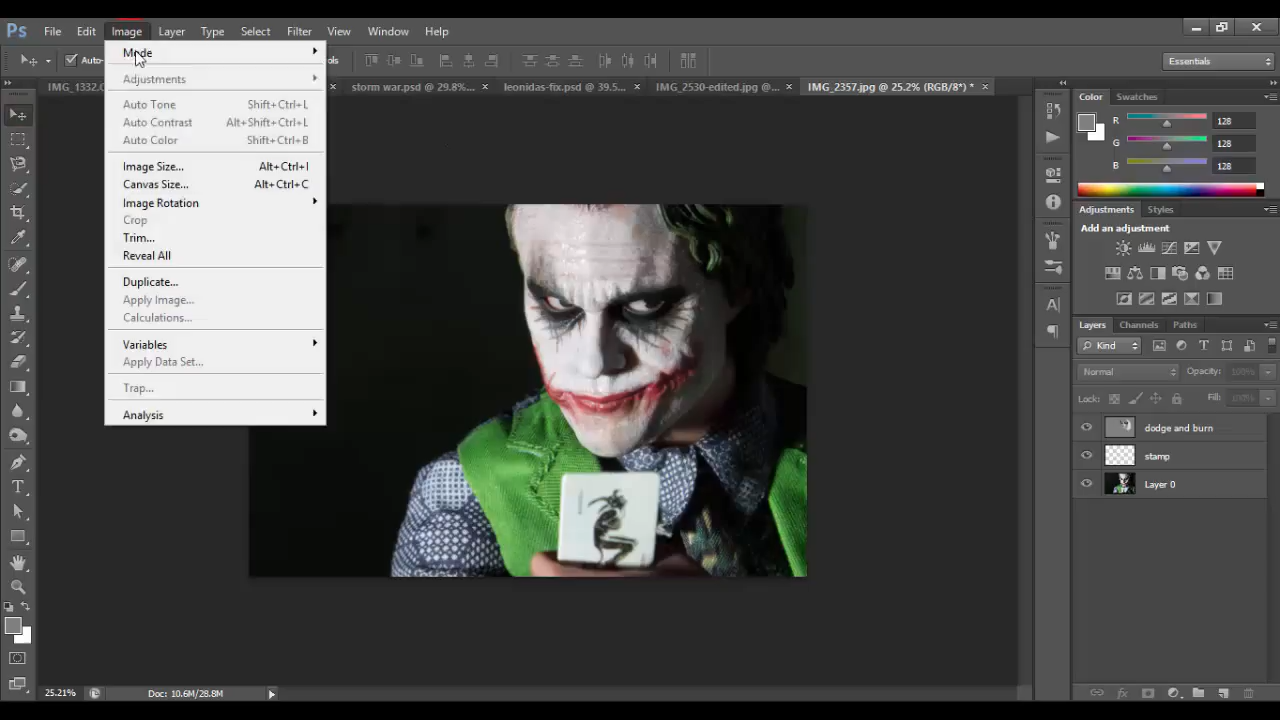 Ps File Edit Image Layer Type Select Filter View Window Help
Auto-
Essentials
IMG_1332.
storm war.psd @ 29.8%...
leonidas-fix.psd @ 39.5...
IMG_2530-edited.jpg @...
IMG_2357.jpg @ 25.2% (RGB/8*) *
Mode
Adjustments
Auto Tone Shift+Ctrl+L
Auto Contrast Alt+Shift+Ctrl+L
Auto Color Shift+Ctrl+B
Image Size... Alt+Ctrl+I
Canvas Size... Alt+Ctrl+C
Image Rotation
Crop
Trim...
Reveal All
Duplicate...
Apply Image...
Calculations...
Variables
Apply Data Set...
Trap...
Analysis
Color Swatches
R 128
G 128
B 128
Adjustments Styles
Add an adjustment
Layers Channels Paths
Kind
Normal Opacity: 100%
Lock: Fill: 100%
dodge and burn
stamp
Layer 0
25.21% Doc: 10.6M/28.8M